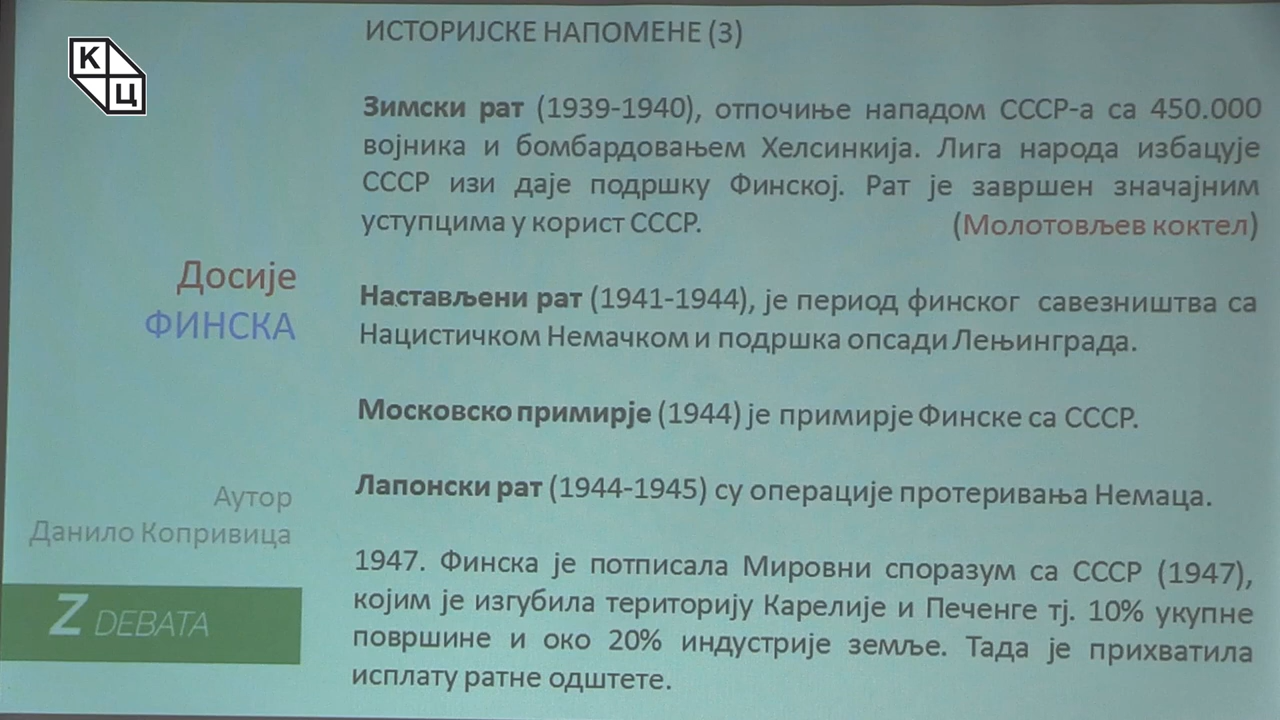 К
Ц
ИСТОРИЈСКЕ НАПОМЕНЕ (3)
Зимски рат (1939-1940), отпочиње нападом СССР-а са 450.000
војника и бомбардовањем Хелсинкија. Лига народа избацује
СССР изи даје подршку Финској. Рат је завршен значајним
уступцима у корист СССР. (Молотовљев коктел)
Досије
ФИНСКА
Настављени рат (1941-1944), је период финског савезништва са
Нацистичком Немачком и подршка опсади Лењинграда.
Московско примирје (1944) је примирје Финске са СССР.
Лапонски рат (1944-1945) су операције протеривања Немаца.
Аутор
Данило Копривица
1947. Финска је потписала Мировни споразум са СССР (1947),
којим је изгубила територију Карелије и Печенге тј. 10% укупне
површине и око 20% индустрије земље. Тада је прихватила
исплату ратне одштете.
Z DEBATA